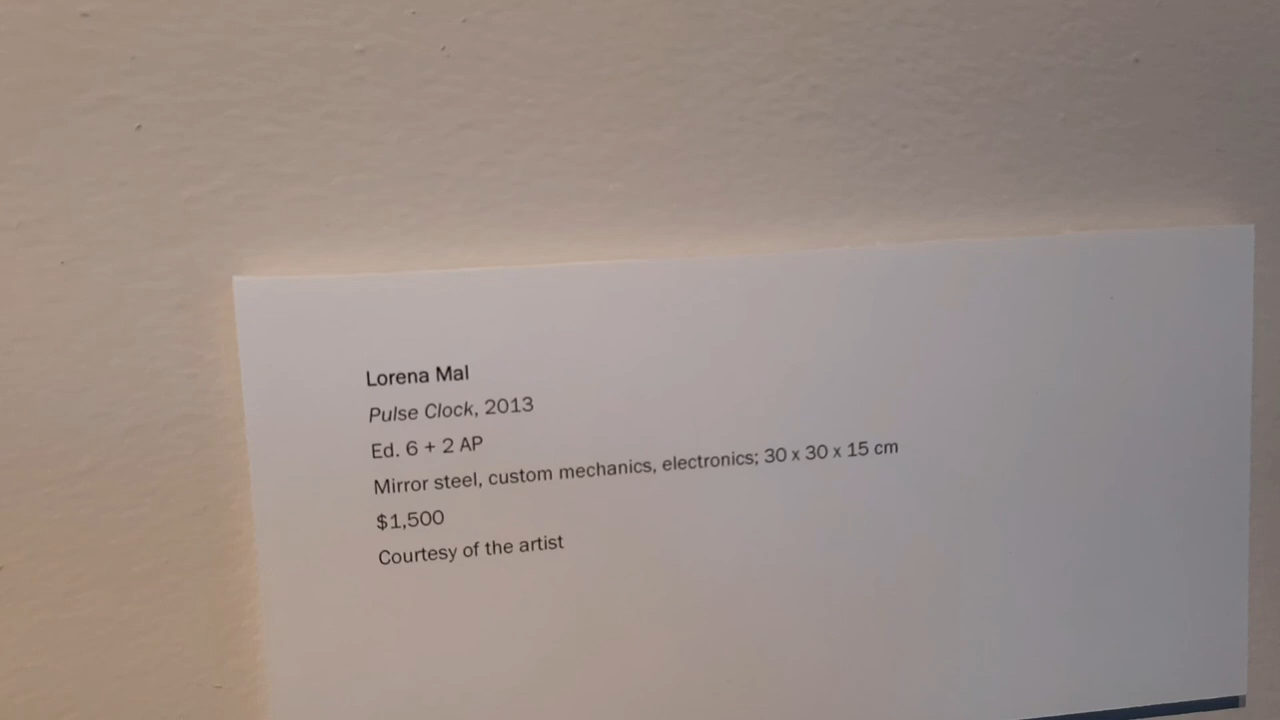 Lorena Mal
Pulse Clock, 2013
Ed. 6 + 2 AP
Mirror steel, custom mechanics, electronics; 30 x 30 x 15 cm
$1,500
Courtesy of the artist